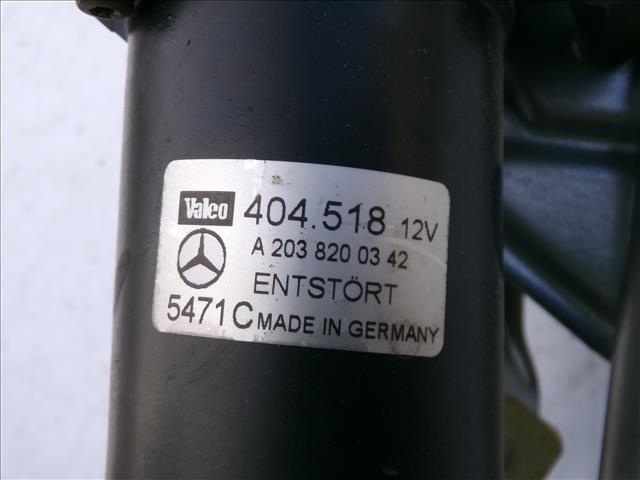 Valeo 404.518 12V
A 203 820 03 42
ENTSTÖRT
5471C MADE IN GERMANY